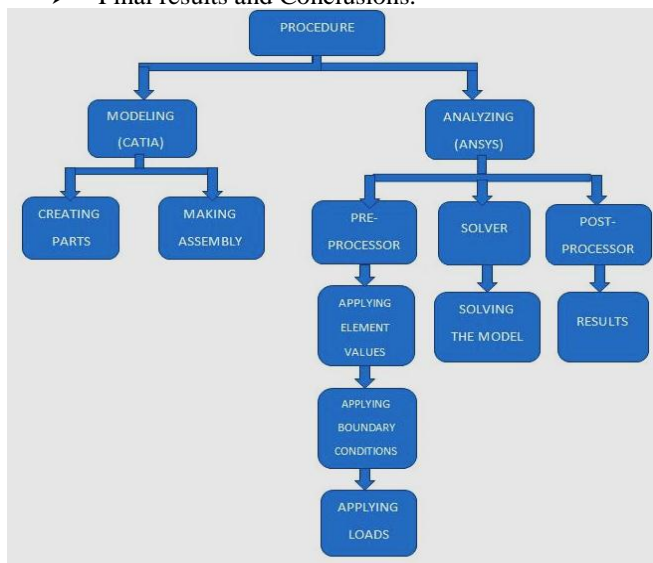 Final results and Conclusions.
PROCEDURE
MODELING
(CATIA)
ANALYZING
(ANSYS)
CREATING
PARTS
MAKING
ASSEMBLY
PRE-
PROCESSOR
SOLVER
POST-
PROCESSOR
APPLYING
ELEMENT
VALUES
SOLVING
THE MODEL
RESULTS
APPLYING
BOUNDARY
CONDITIONS
APPLYING
LOADS